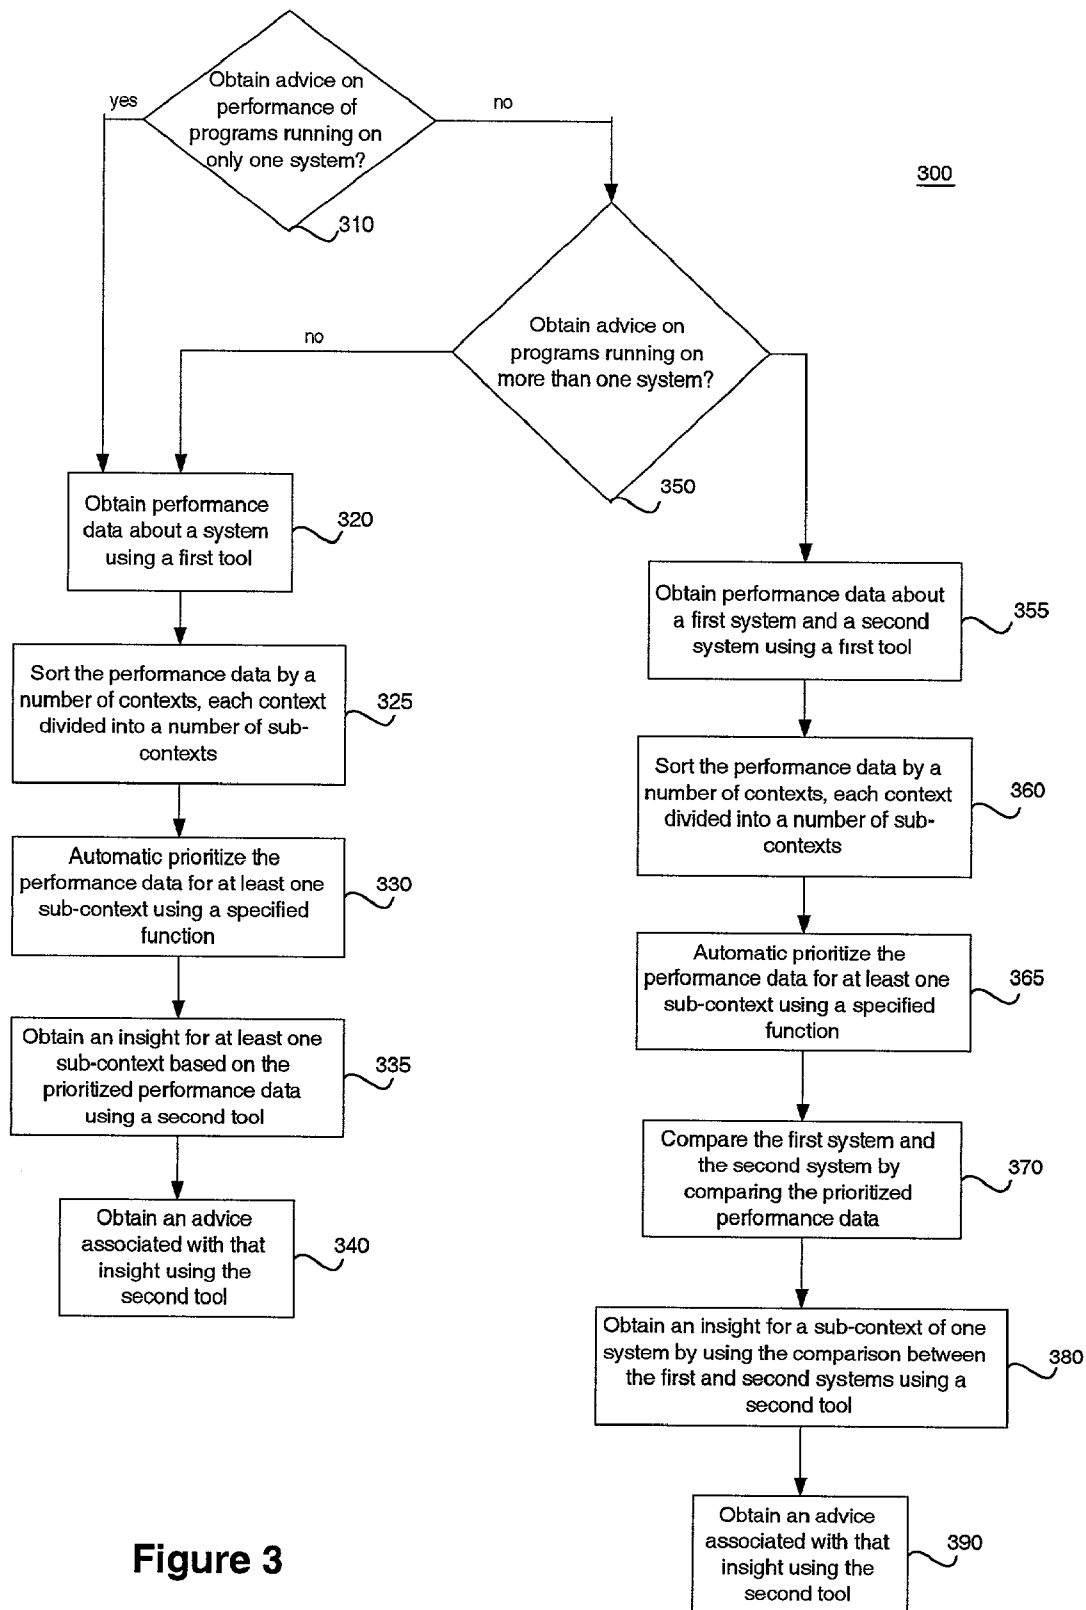 Obtain advice on
performance of
programs running on
only one system?
yes
no
300
310
Obtain advice on
programs running on
more than one system?
no
350
Obtain performance
data about a system
using a first tool
320
Obtain performance data about
a first system and a second
system using a first tool
355
Sort the performance data by a
number of contexts, each context
divided into a number of sub-
contexts
325
Sort the performance data by a
number of contexts, each context
divided into a number of sub-
contexts
360
Automatic prioritize the
performance data for at least one
sub-context using a specified
function
330
Automatic prioritize the
performance data for at least one
sub-context using a specified
function
365
Obtain an insight for at least one
sub-context based on the
prioritized performance data
using a second tool
335
Compare the first system and
the second system by
comparing the prioritized
performance data
370
Obtain an advice
associated with that
insight using the
second tool
340
Obtain an insight for a sub-context of one
system by using the comparison between
the first and second systems using a
second tool
380
Obtain an advice
associated with that
insight using the
second tool
390
Figure 3